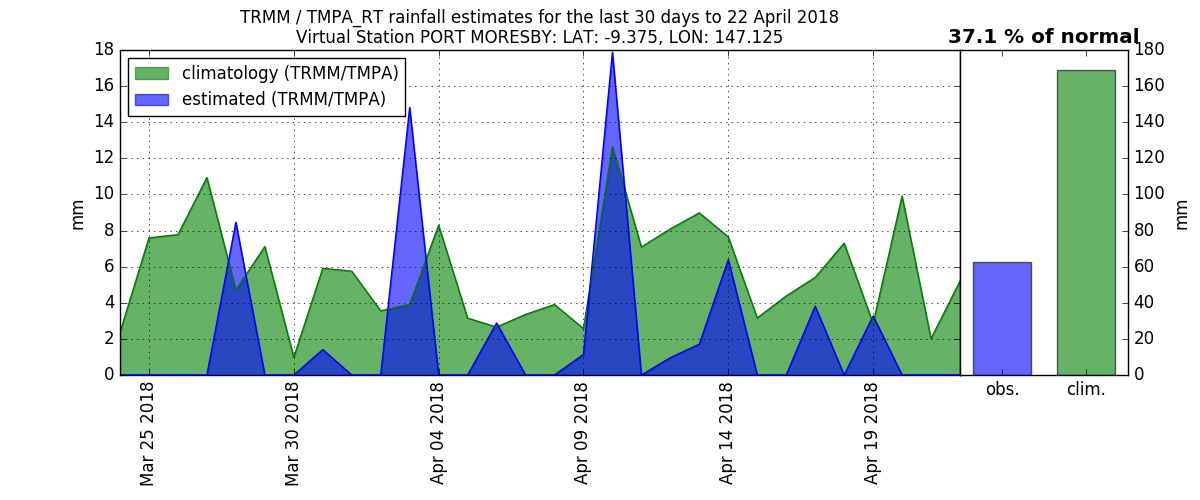 TRMM / TMPA_RT rainfall estimates for the last 30 days to 22 April 2018
Virtual Station PORT MORESBY: LAT: -9.375, LON: 147.125
37.1 % of normal
climatology (TRMM/TMPA)
estimated (TRMM/TMPA)
mm
18
16
14
12
10
8
6
4
2
0
Mar 25 2018
Mar 30 2018
Apr 04 2018
Apr 09 2018
Apr 14 2018
Apr 19 2018
obs.
clim.
180
160
140
120
100
80
60
40
20
0
mm